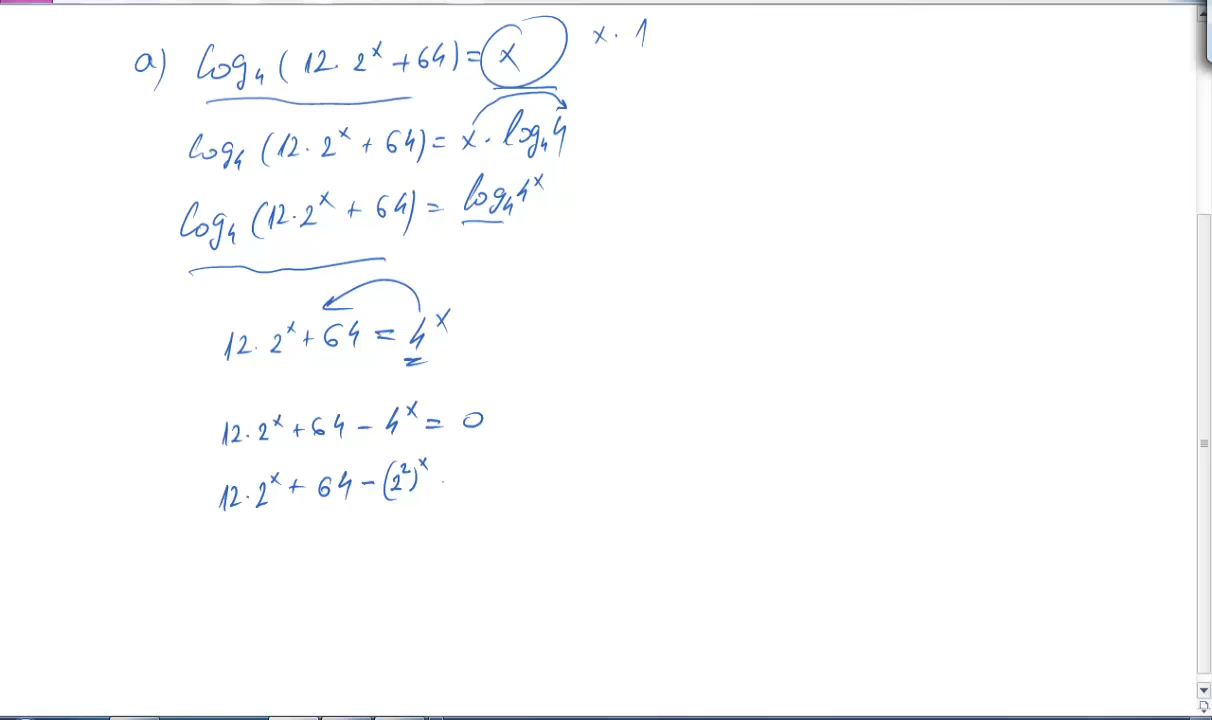 a) log₄(12·2ˣ+64)=x x·1
log₄(12·2ˣ+64)=x·log₄4
log₄(12·2ˣ+64)=log₄4ˣ
12·2ˣ+64=4ˣ
12·2ˣ+64-4ˣ=0
12·2ˣ+64-(2²)ˣ